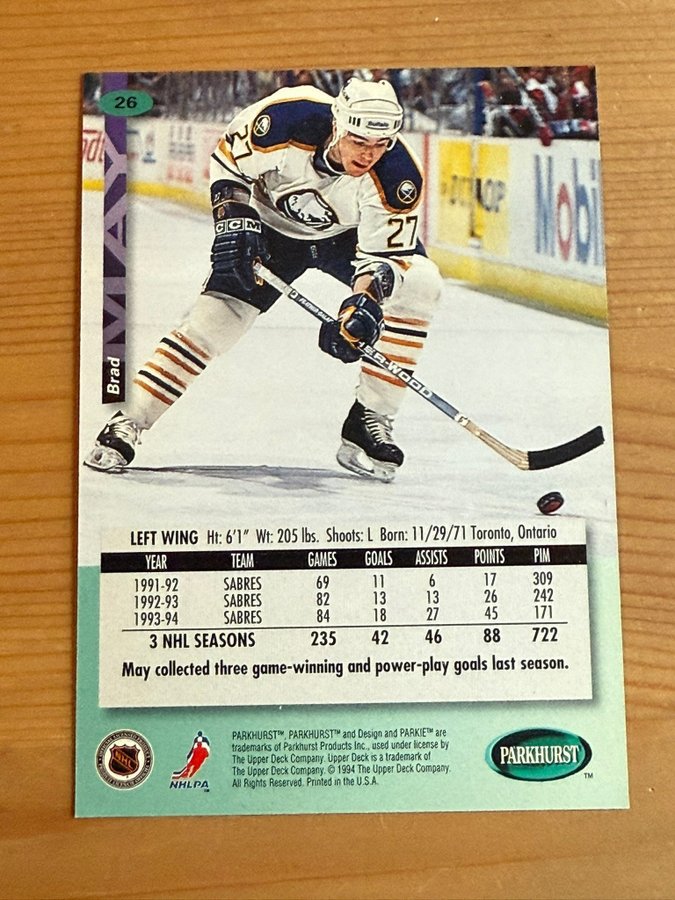 26
Brad
MAY
Buffalo
27
27
CCM
SER-WOOD
Mobil
LEFT WING Ht: 6'1" Wt: 205 lbs. Shoots: L Born: 11/29/71 Toronto, Ontario
YEAR TEAM GAMES GOALS ASSISTS POINTS PIM
1991-92 SABRES 69 11 6 17 309
1992-93 SABRES 82 13 13 26 242
1993-94 SABRES 84 18 27 45 171
3 NHL SEASONS 235 42 46 88 722
May collected three game-winning and power-play goals last season.
NHL
NHLPA
PARKHURST™, PARKHURST™ and Design and PARKIE™ are
trademarks of Parkhurst Products Inc., used under license by
The Upper Deck Company. Upper Deck is a trademark of
The Upper Deck Company. © 1994 The Upper Deck Company.
All Rights Reserved. Printed in the U.S.A.
PARKHURST™